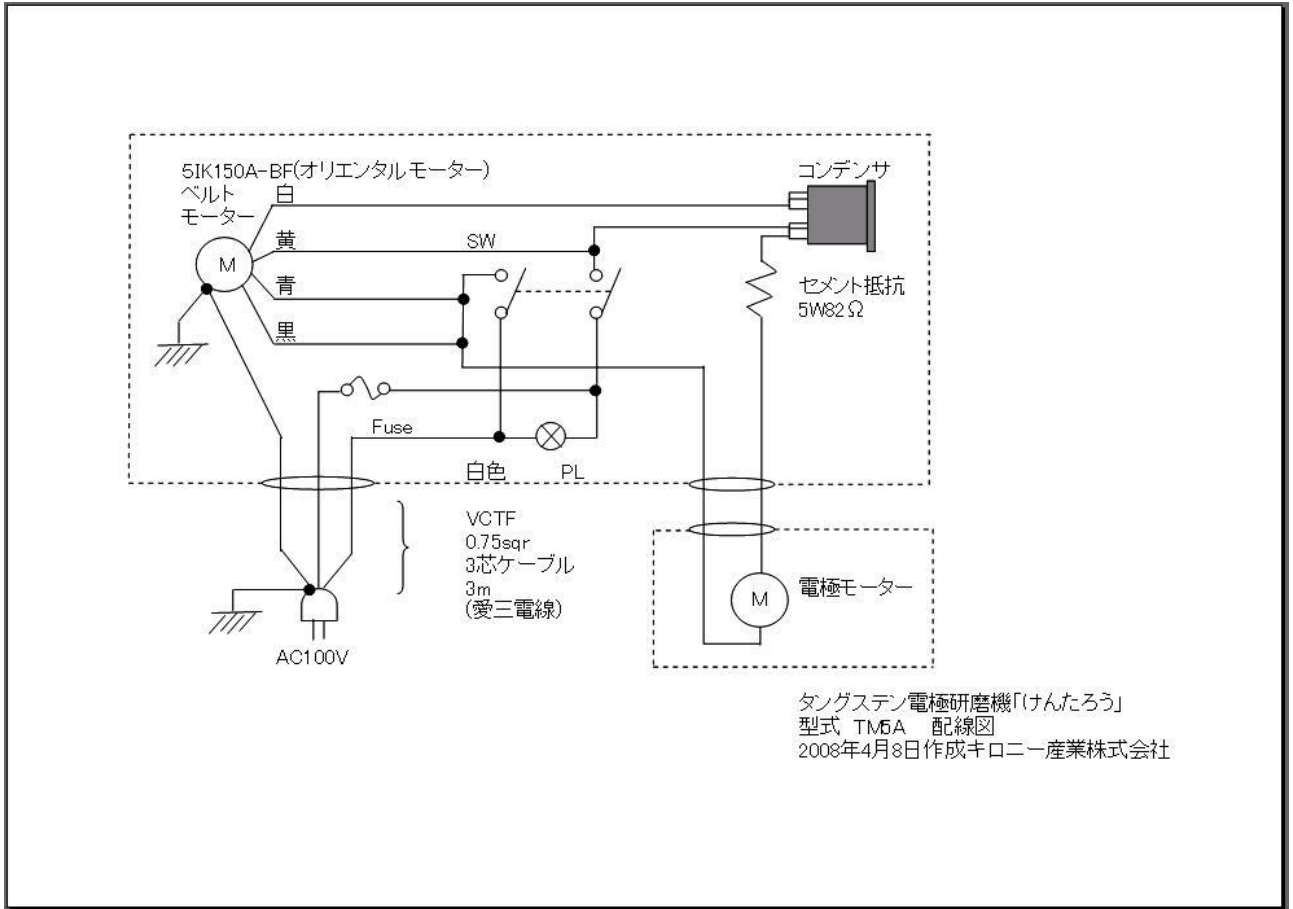 5IK150A-BF(オリエンタルモーター)
ベルト
モーター
白
コンデンサ
黄
SW
M
青
セメント抵抗
5W82Ω
黒
Fuse
白色
PL
VCTF
0.75sqr
3芯ケーブル
3m
(愛三電線)
M
電極モーター
AC100V
タングステン電極研磨機「けんたろう」
型式 TM5A 配線図
2008年4月8日作成キロニー産業株式会社